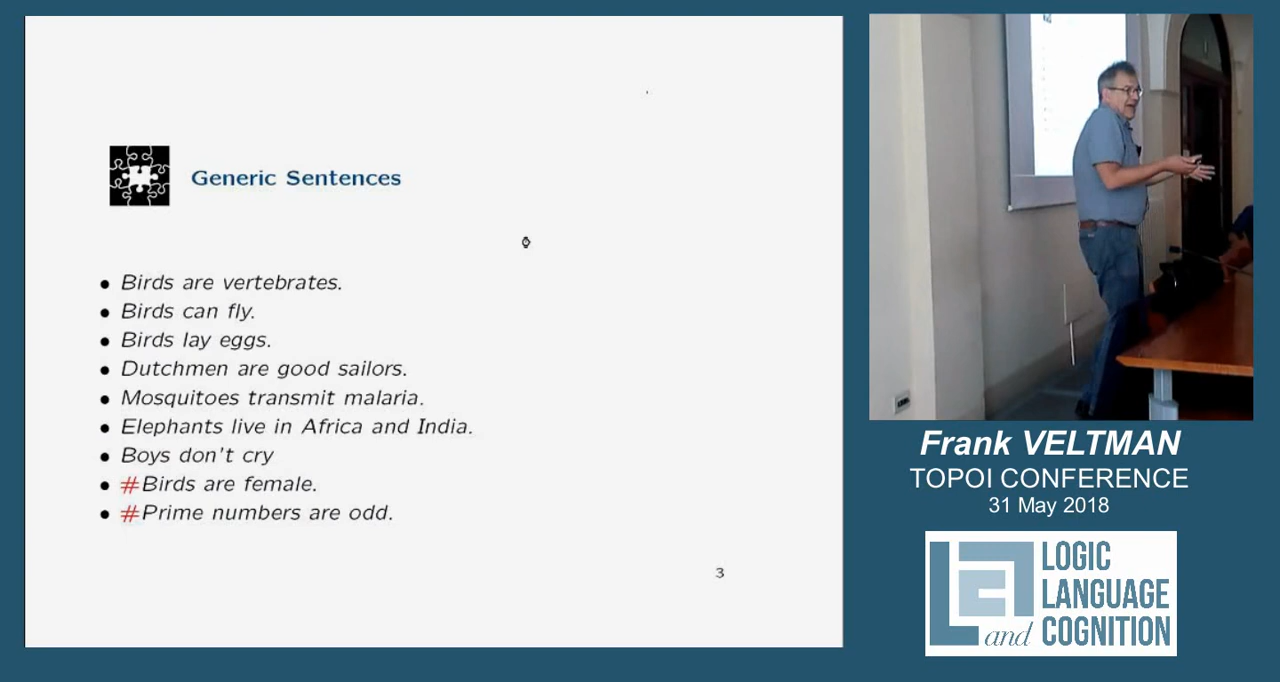 Generic Sentences
• Birds are vertebrates.
• Birds can fly.
• Birds lay eggs.
• Dutchmen are good sailors.
• Mosquitoes transmit malaria.
• Elephants live in Africa and India.
• Boys don't cry
• #Birds are female.
• #Prime numbers are odd.
3
Frank VELTMAN
TOPOI CONFERENCE
31 May 2018
LOGIC
LANGUAGE
and COGNITION